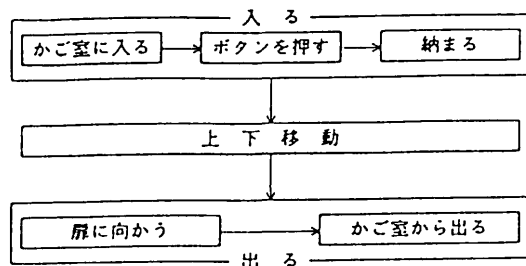 入る
かご室に入る → ボタンを押す → 納まる
上下移動
扉に向かう → かご室から出る
出る